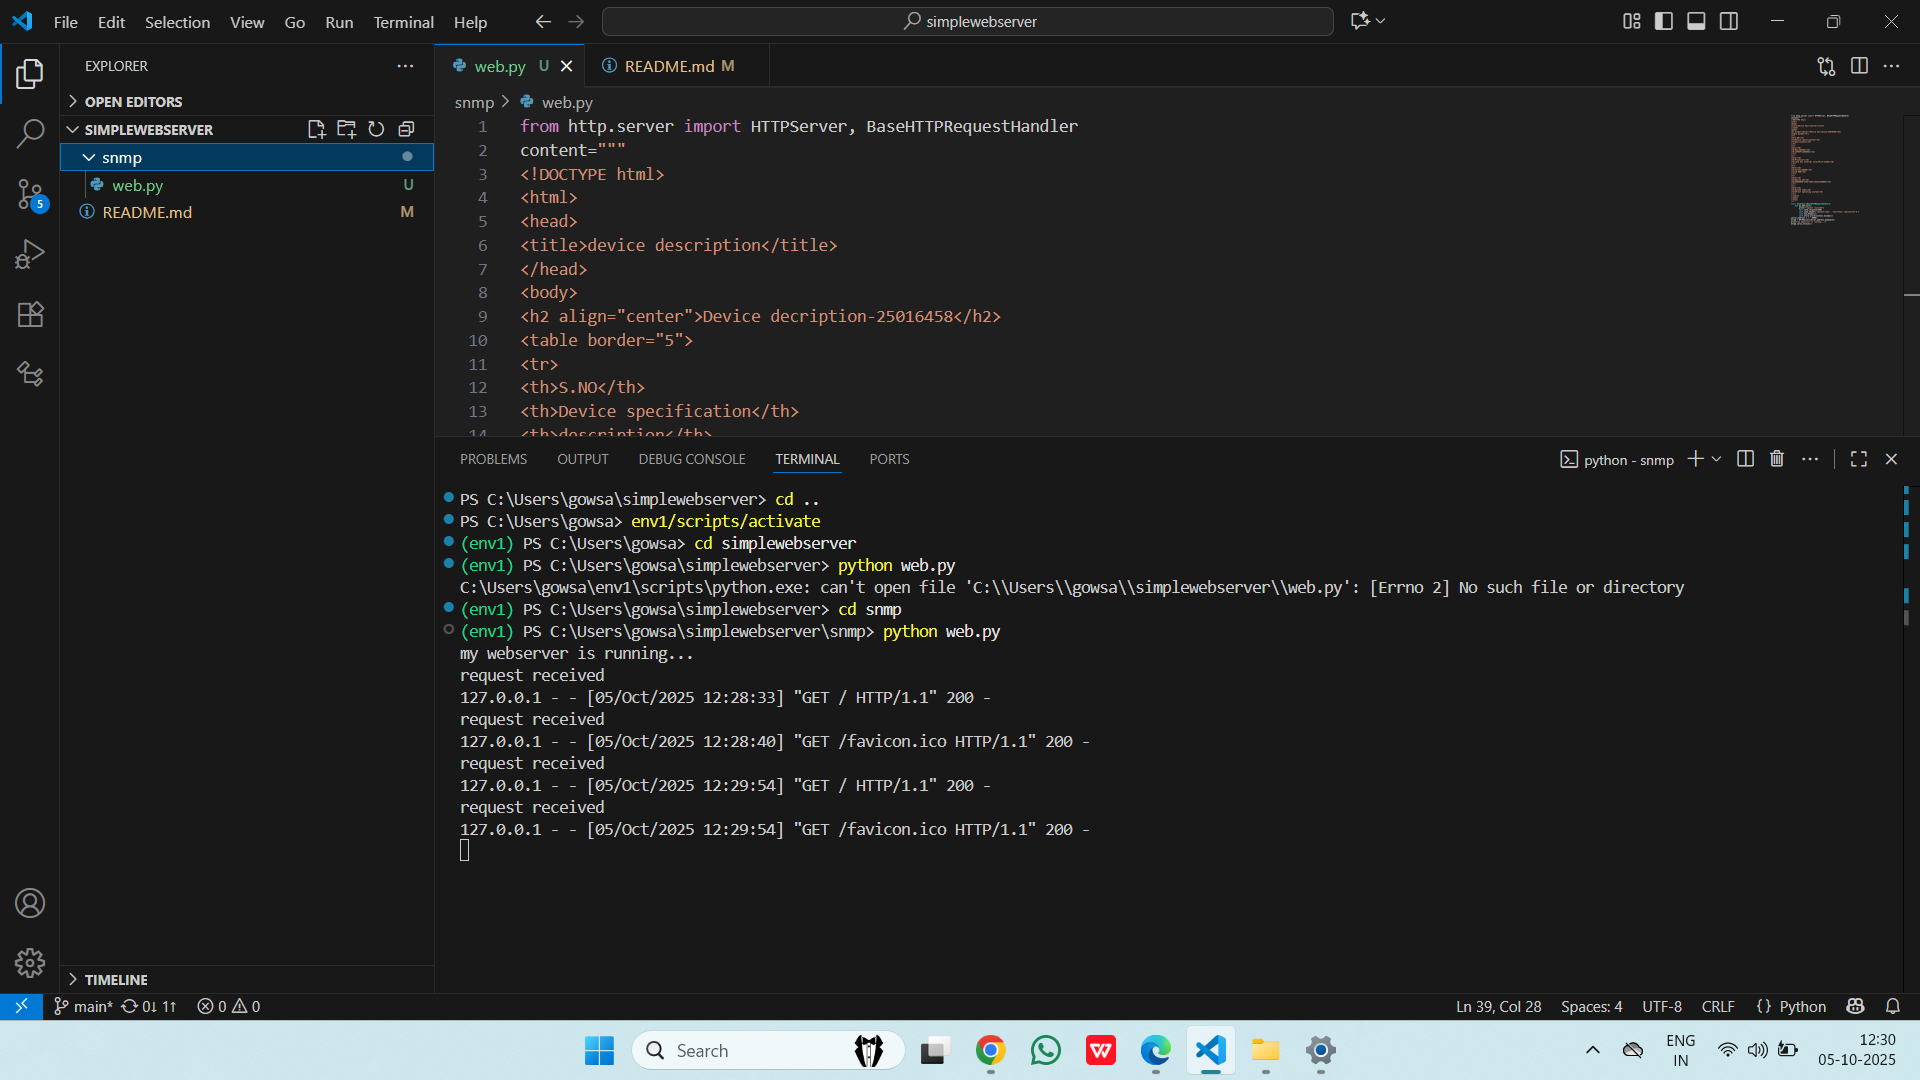 File Edit Selection View Go Run Terminal Help
simplewebserver
EXPLORER
OPEN EDITORS
SIMPLEWEBSERVER
snmp
web.py U
README.md M
5
web.py U
README.md M
snmp > web.py
1 from http.server import HTTPServer, BaseHTTPRequestHandler
2 content="""
3 <!DOCTYPE html>
4 <html>
5 <head>
6 <title>device description</title>
7 </head>
8 <body>
9 <h2 align="center">Device decription-25016458</h2>
10 <table border="5">
11 <tr>
12 <th>S.NO</th>
13 <th>Device specification</th>
14 <th>description</th>
PROBLEMS OUTPUT DEBUG CONSOLE TERMINAL PORTS
python - snmp
PS C:\Users\gowsa\simplewebserver> cd ..
PS C:\Users\gowsa> env1/scripts/activate
(env1) PS C:\Users\gowsa> cd simplewebserver
(env1) PS C:\Users\gowsa\simplewebserver> python web.py
C:\Users\gowsa\env1\scripts\python.exe: can't open file 'C:\\Users\\gowsa\\simplewebserver\\web.py': [Errno 2] No such file or directory
(env1) PS C:\Users\gowsa\simplewebserver> cd snmp
(env1) PS C:\Users\gowsa\simplewebserver\snmp> python web.py
my webserver is running...
request received
127.0.0.1 - - [05/Oct/2025 12:28:33] "GET / HTTP/1.1" 200 -
request received
127.0.0.1 - - [05/Oct/2025 12:28:40] "GET /favicon.ico HTTP/1.1" 200 -
request received
127.0.0.1 - - [05/Oct/2025 12:29:54] "GET / HTTP/1.1" 200 -
request received
127.0.0.1 - - [05/Oct/2025 12:29:54] "GET /favicon.ico HTTP/1.1" 200 -
TIMELINE
main* 0↓ 1↑ 0 0
Ln 39, Col 28 Spaces: 4 UTF-8 CRLF {} Python
Search
ENG
IN
12:30
05-10-2025